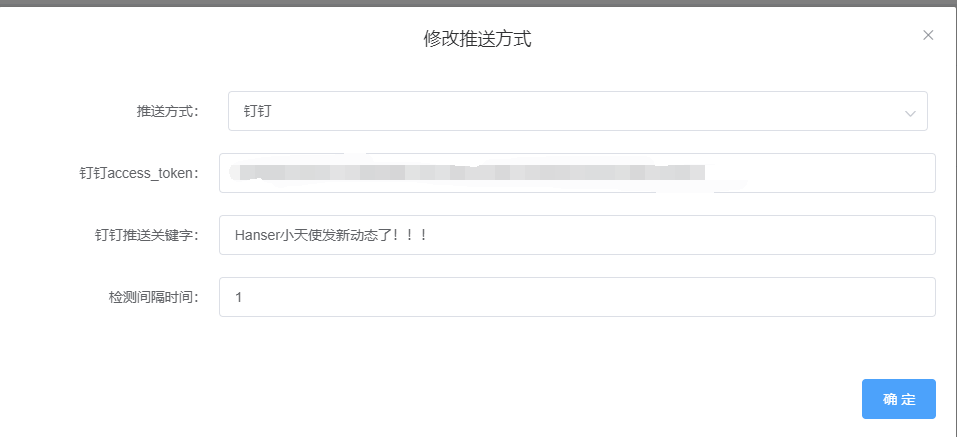 修改推送方式
推送方式：
钉钉
钉钉access_token：
钉钉推送关键字：
Hanser小天使发新动态了！！！
检测间隔时间：
1
确 定